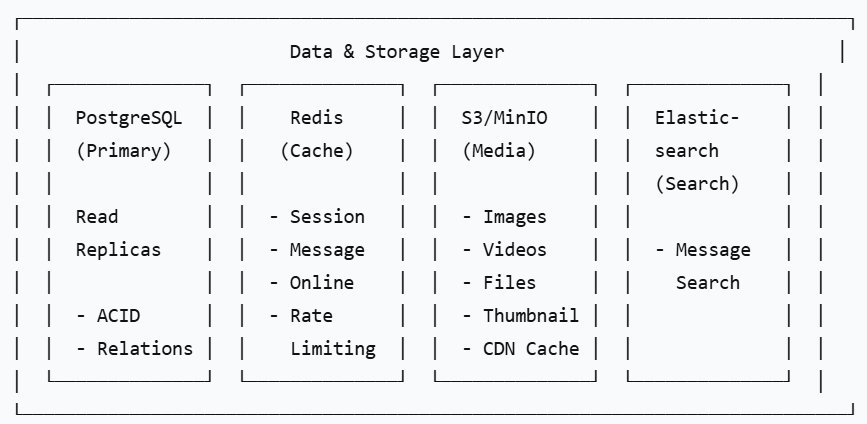 Data & Storage Layer
PostgreSQL
(Primary)
Read
Replicas
- ACID
- Relations
Redis
(Cache)
- Session
- Message
- Online
- Rate
Limiting
S3/MinIO
(Media)
- Images
- Videos
- Files
- Thumbnail
- CDN Cache
Elastic-
search
(Search)
- Message
Search